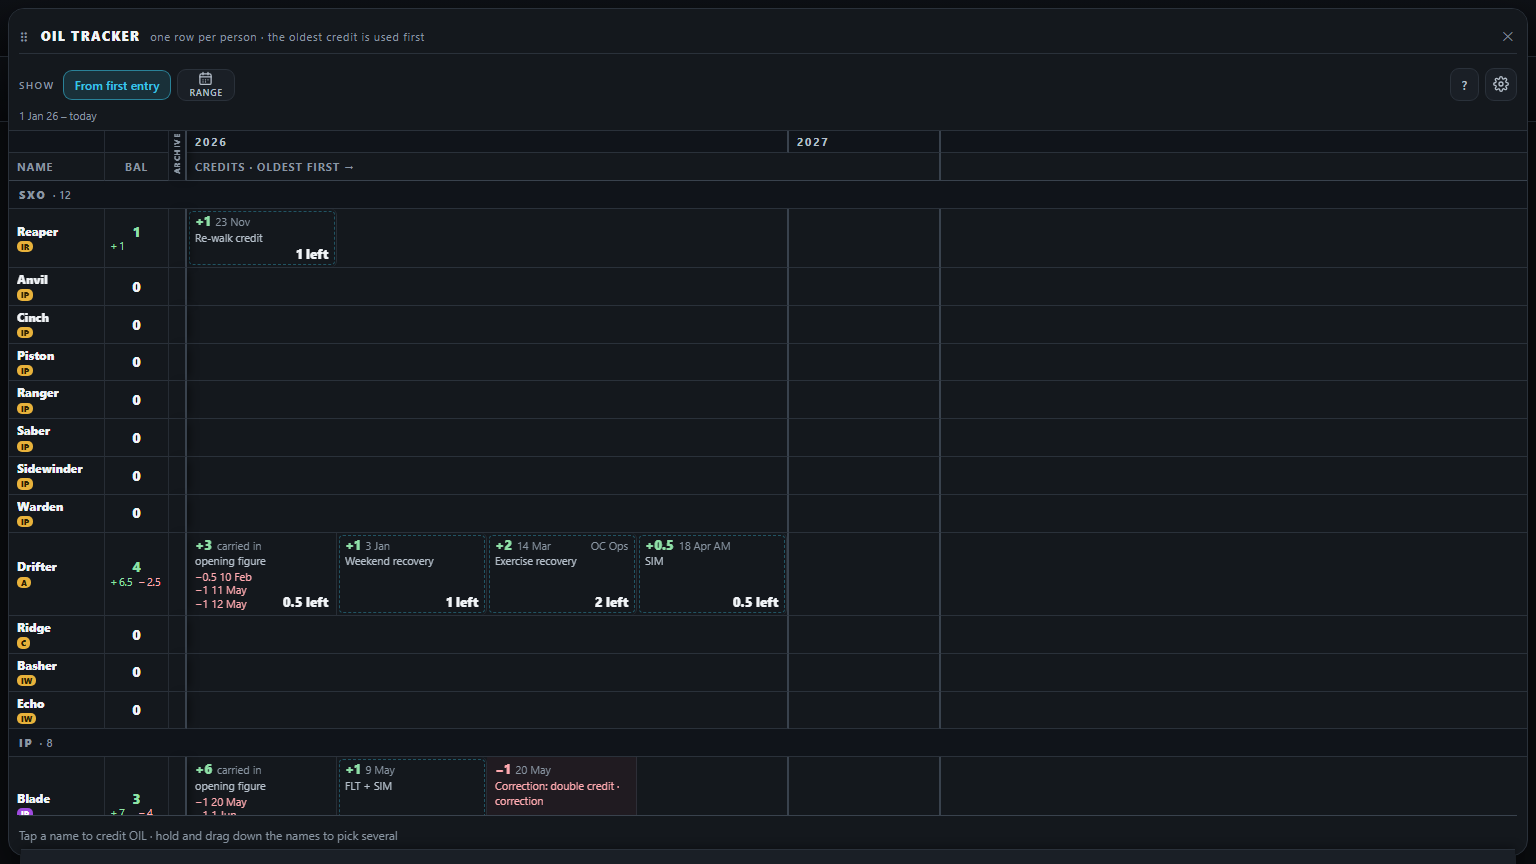 OIL TRACKER one row per person · the oldest credit is used first
SHOW From first entry RANGE ?
1 Jan 26 – today
ARCHIVE 2026 2027
NAME BAL CREDITS · OLDEST FIRST →
SXO · 12
Reaper IR 1 +1
+1 23 Nov
Re-walk credit
1 left
Anvil IP 0
Cinch IP 0
Piston IP 0
Ranger IP 0
Saber IP 0
Sidewinder IP 0
Warden IP 0
Drifter A 4 +6.5 −2.5
+3 carried in
opening figure
−0.5 10 Feb
−1 11 May
−1 12 May
0.5 left
+1 3 Jan
Weekend recovery
1 left
+2 14 Mar OC Ops
Exercise recovery
2 left
+0.5 18 Apr AM
SIM
0.5 left
Ridge C 0
Basher IW 0
Echo IW 0
IP · 8
Blade 3 +7 −4
+6 carried in
opening figure
−1 20 May
+1 9 May
FLT + SIM
−1 20 May
Correction: double credit ·
correction
Tap a name to credit OIL · hold and drag down the names to pick several